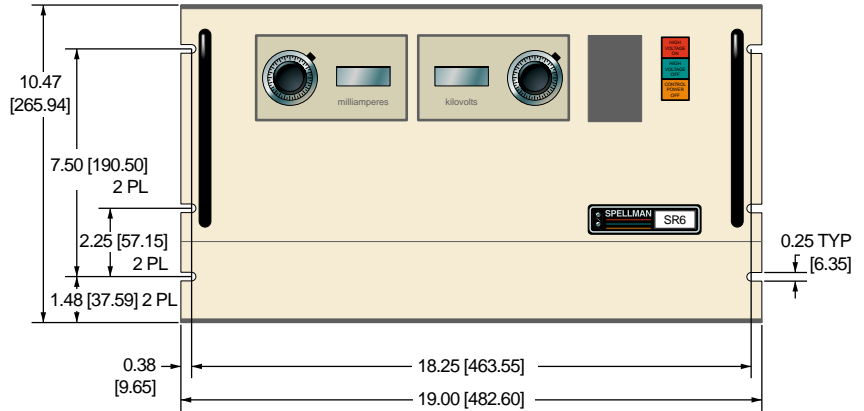 10.47
[265.94]
7.50 [190.50]
2 PL
2.25 [57.15]
2 PL
1.48 [37.59] 2 PL
milliamperes
kilovolts
HIGH
VOLTAGE
ON
HIGH
VOLTAGE
OFF
CONTROL
POWER
OFF
SPELLMAN
SR6
0.25 TYP
[6.35]
0.38
[9.65]
18.25 [463.55]
19.00 [482.60]